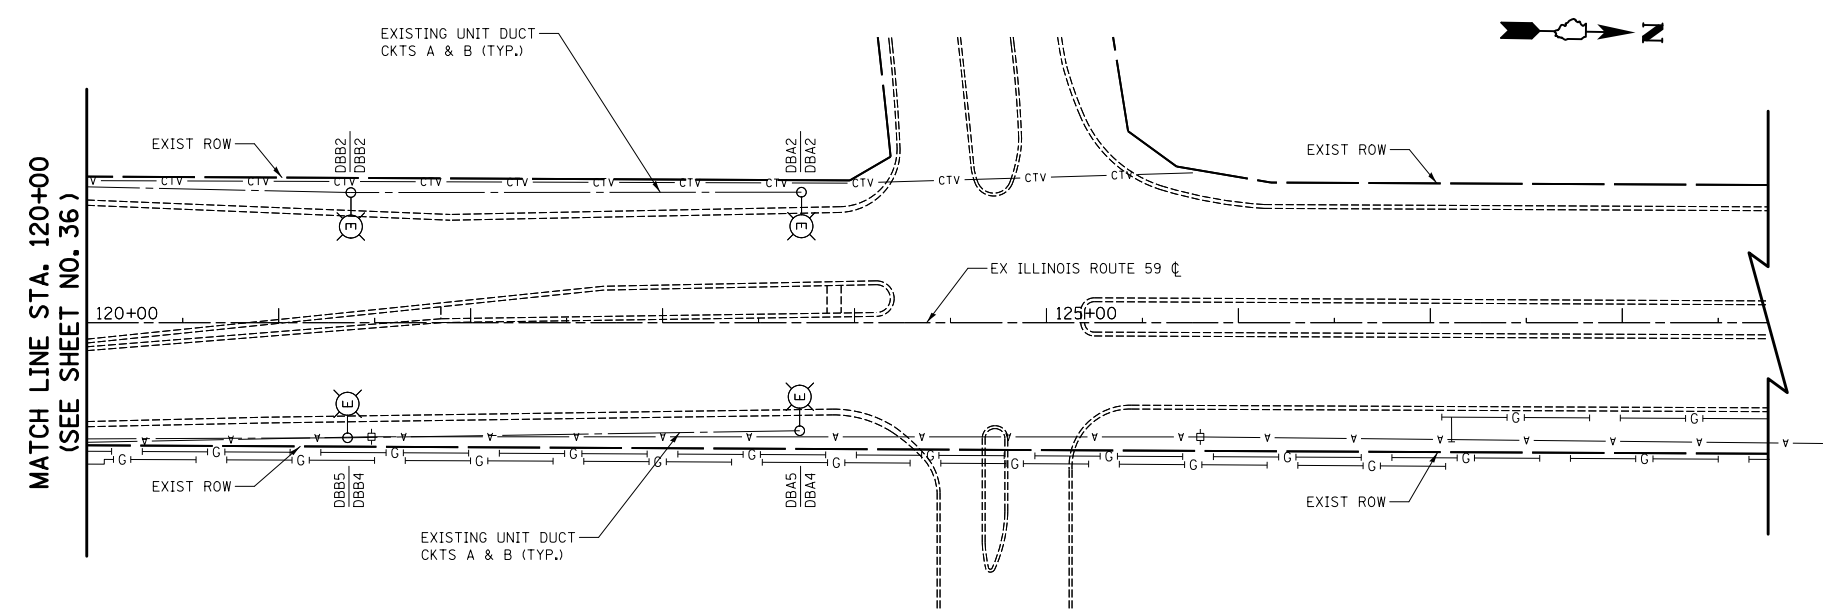 EXISTING UNIT DUCT
CKTS A & B (TYP.)
N
EXIST ROW
DBB2
DBB2
DBA2
DBA2
EXIST ROW
V CTV CTV CTV CTV CTV CTV CTV CTV CTV CTV CTV CTV
E
E
MATCH LINE STA. 120+00
(SEE SHEET NO. 36)
EX ILLINOIS ROUTE 59 ℄
120+00
125+00
E
E
G G
A A A A A A A A A A A A A A A A A A A A
G G G G G G G G G G G G G G G G G G
EXIST ROW
DBB5
DBB4
DBA5
DBA4
EXIST ROW
EXISTING UNIT DUCT
CKTS A & B (TYP.)